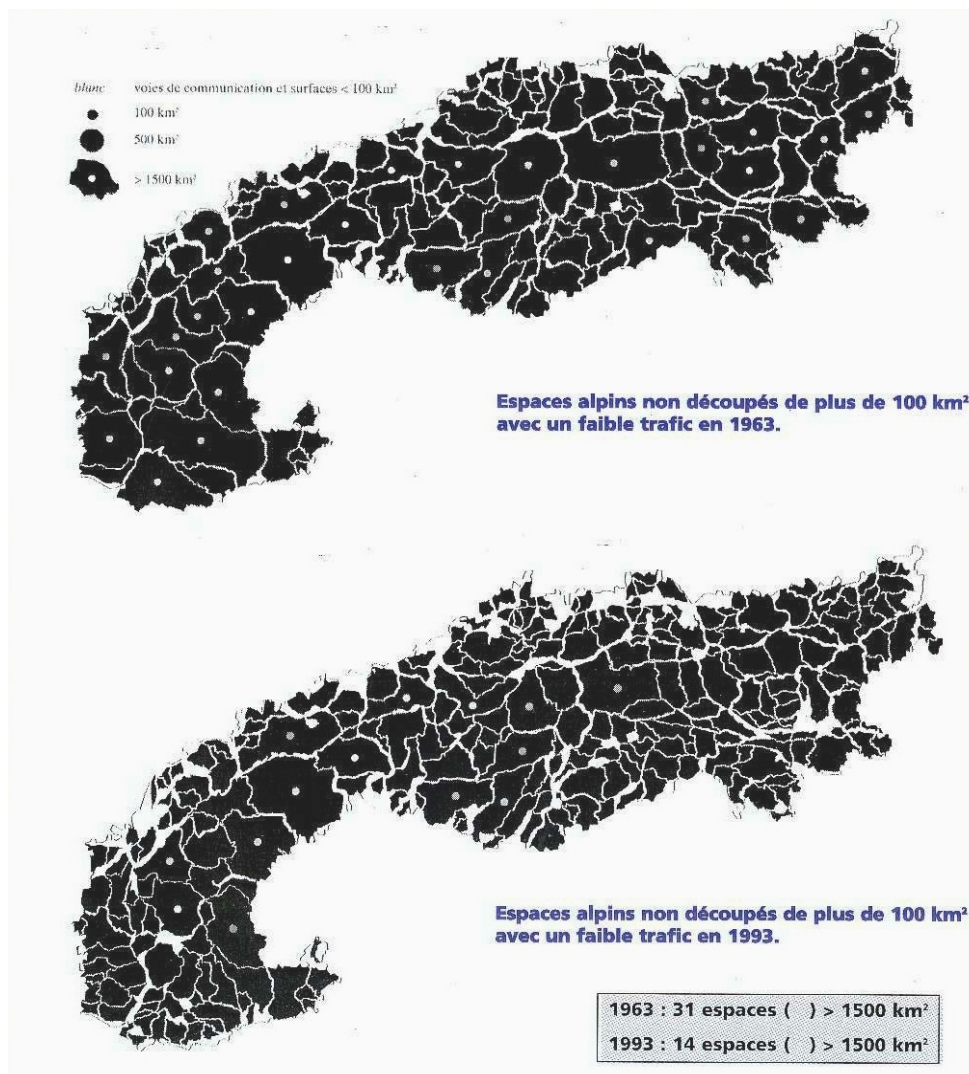 blanc voies de communication et surfaces < 100 km²
100 km²
500 km²
> 1500 km²
Espaces alpins non découpés de plus de 100 km²
avec un faible trafic en 1963.
Espaces alpins non découpés de plus de 100 km²
avec un faible trafic en 1993.
1963 : 31 espaces ( ) > 1500 km²
1993 : 14 espaces ( ) > 1500 km²